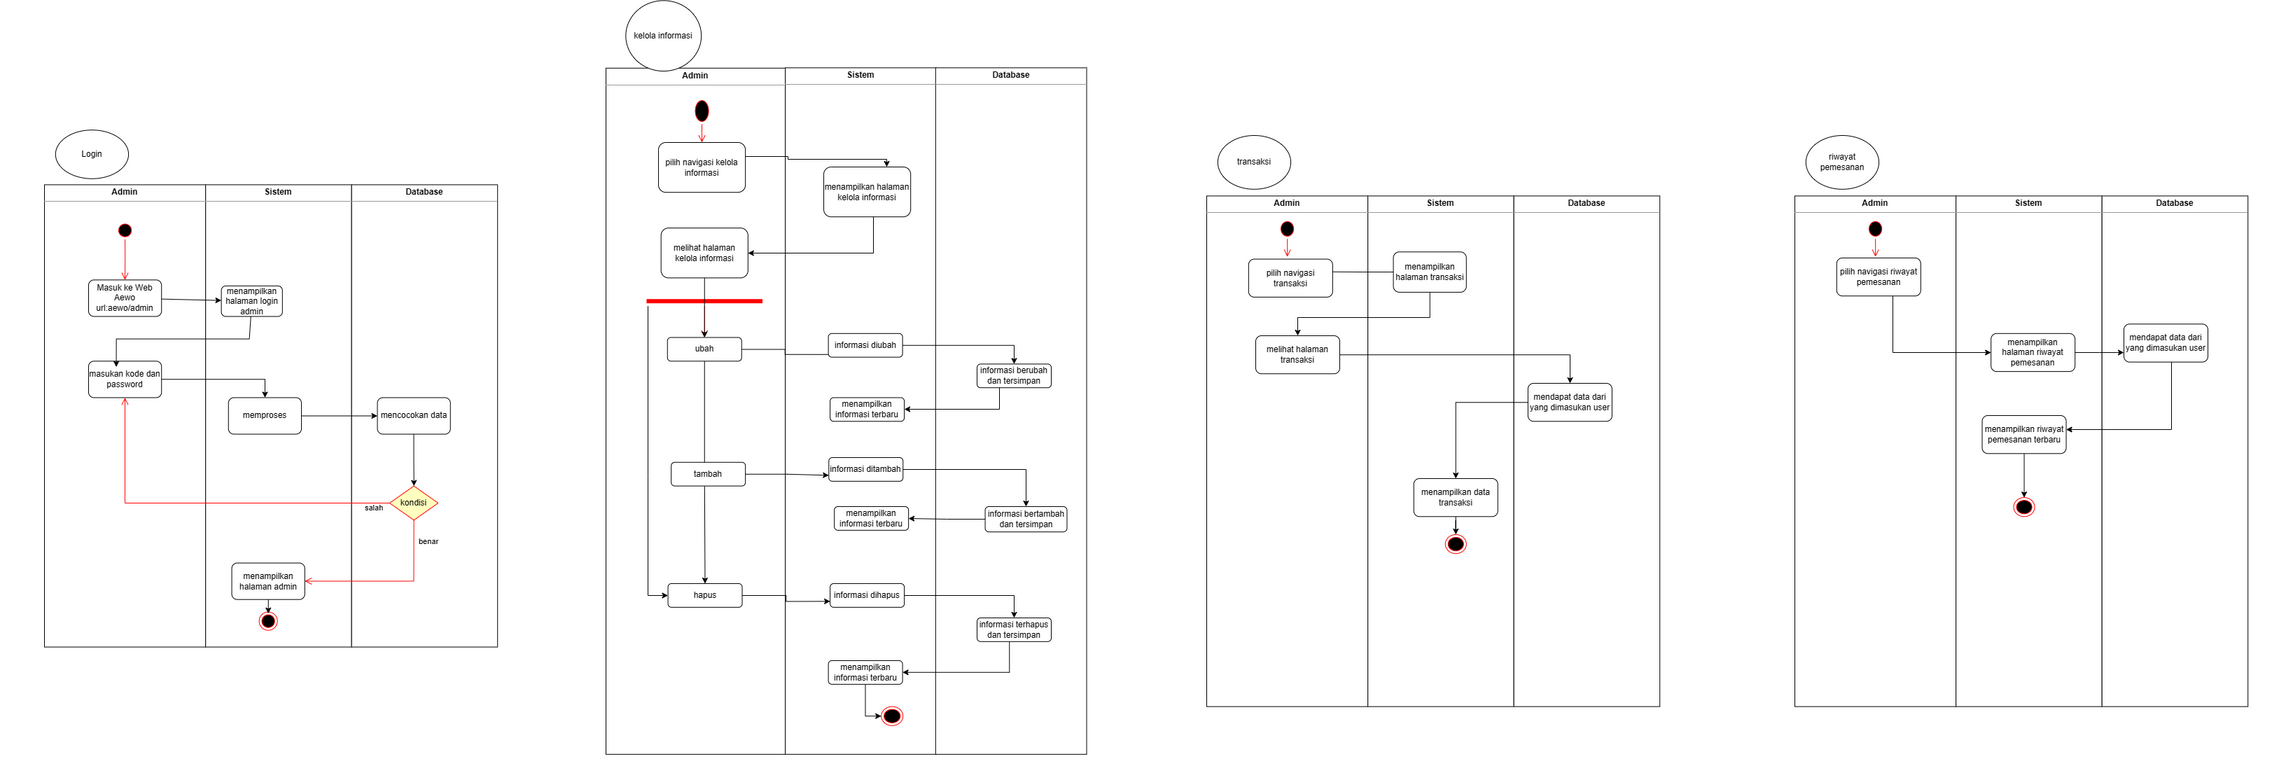 Login
Admin
Sistem
Database
Masuk ke Web
Aewo
url:aewo/admin
menampilkan
halaman login
admin
masukan kode dan
password
memproses
mencocokan data
kondisi
salah
benar
menampilkan
halaman admin
kelola informasi
Admin
Sistem
Database
pilih navigasi kelola
informasi
menampilkan halaman
kelola informasi
melihat halaman
kelola informasi
ubah
informasi diubah
informasi berubah
dan tersimpan
menampilkan
informasi terbaru
tambah
informasi ditambah
informasi bertambah
dan tersimpan
menampilkan
informasi terbaru
hapus
informasi dihapus
informasi terhapus
dan tersimpan
menampilkan
informasi terbaru
transaksi
Admin
Sistem
Database
pilih navigasi
transaksi
menampilkan
halaman transaksi
melihat halaman
transaksi
mendapat data dari
yang dimasukan user
menampilkan data
transaksi
riwayat
pemesanan
Admin
Sistem
Database
pilih navigasi riwayat
pemesanan
menampilkan
halaman riwayat
pemesanan
mendapat data dari
yang dimasukan user
menampilkan riwayat
pemesanan terbaru